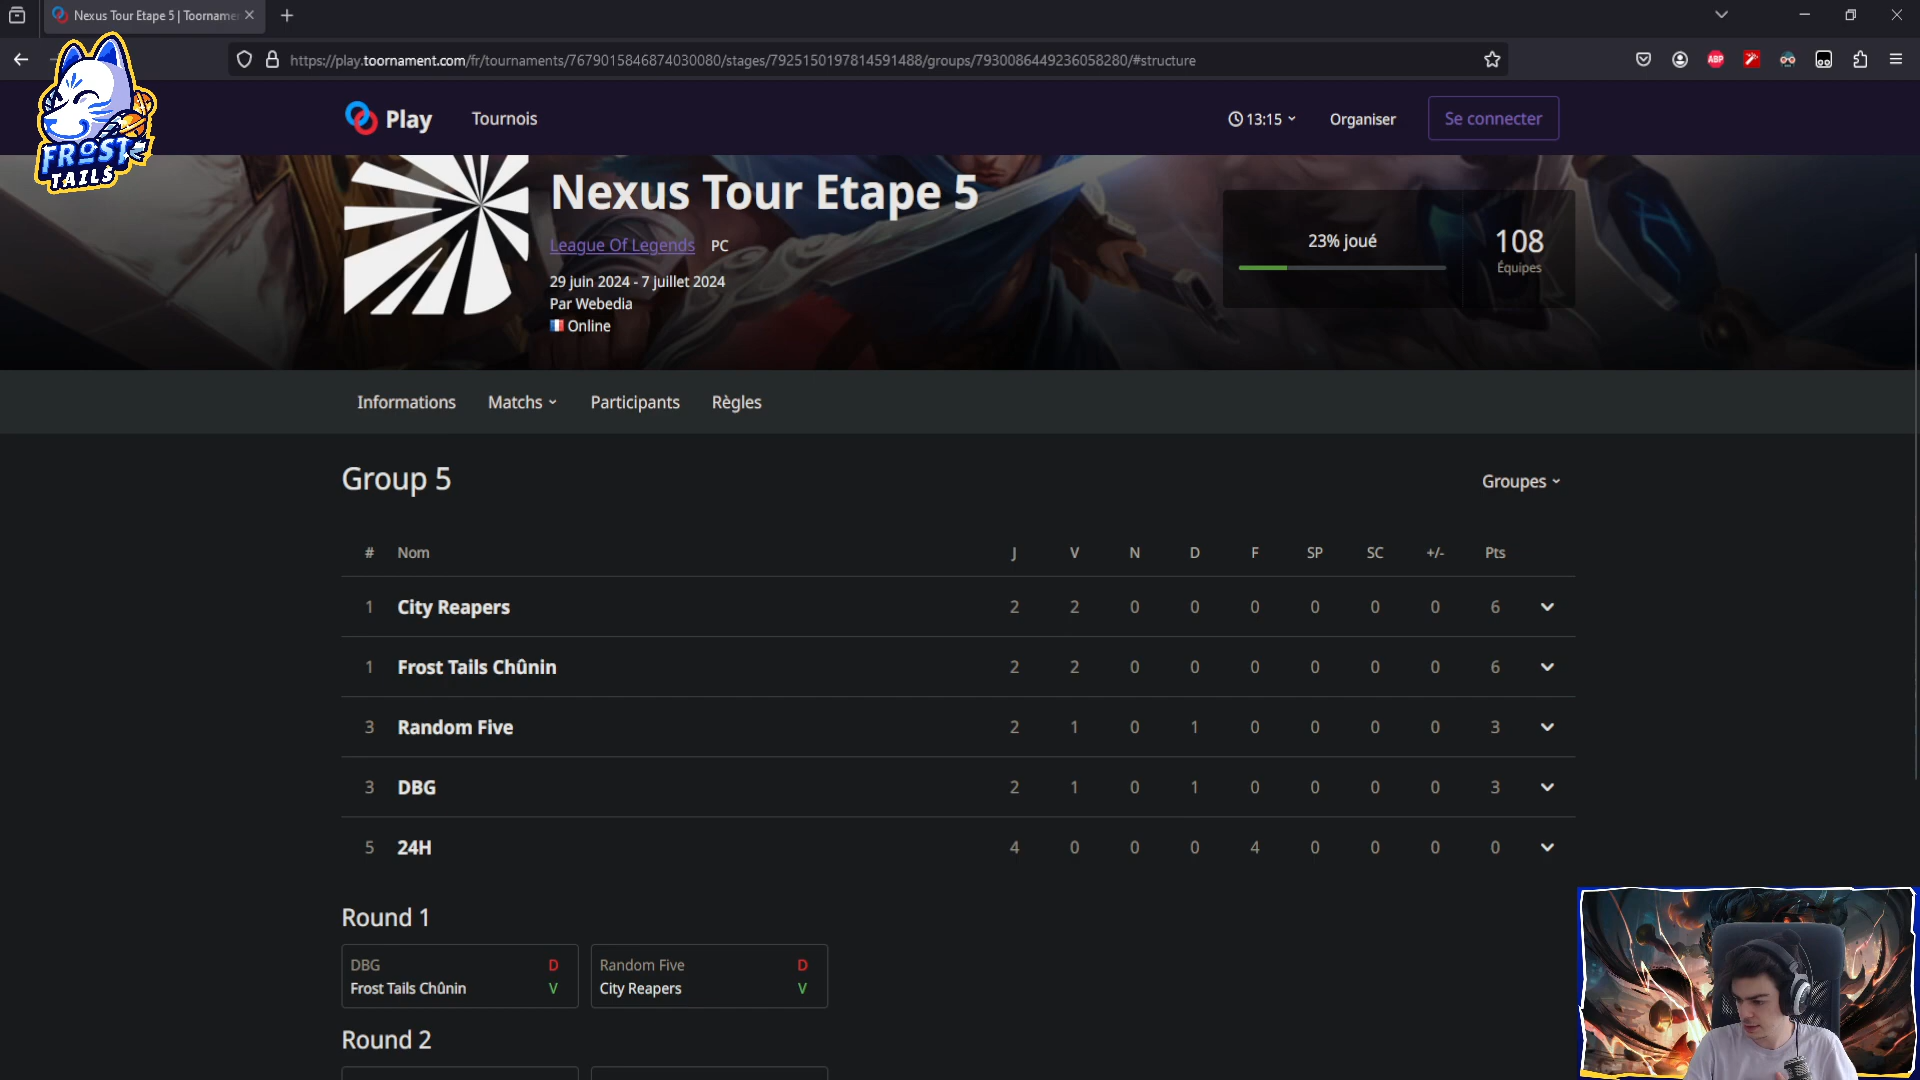 Nexus Tour Etape 5 | Toorname
https://play.toornament.com/fr/tournaments/7679015846874030080/stages/7925150197814591488/groups/7930086449236058280/#structure
ABP
FROST
TAILS
Play
Tournois
13:15
Organiser
Se connecter
Nexus Tour Etape 5
League Of Legends PC
29 juin 2024 - 7 juillet 2024
Par Webedia
Online
23% joué
108
Équipes
Informations Matchs Participants Règles
Group 5
Groupes
# Nom J V N D F SP SC +/- Pts
1 City Reapers 2 2 0 0 0 0 0 0 6
1 Frost Tails Chûnin 2 2 0 0 0 0 0 0 6
3 Random Five 2 1 0 1 0 0 0 0 3
3 DBG 2 1 0 1 0 0 0 0 3
5 24H 4 0 0 0 4 0 0 0 0
Round 1
DBG D
Frost Tails Chûnin V
Random Five D
City Reapers V
Round 2